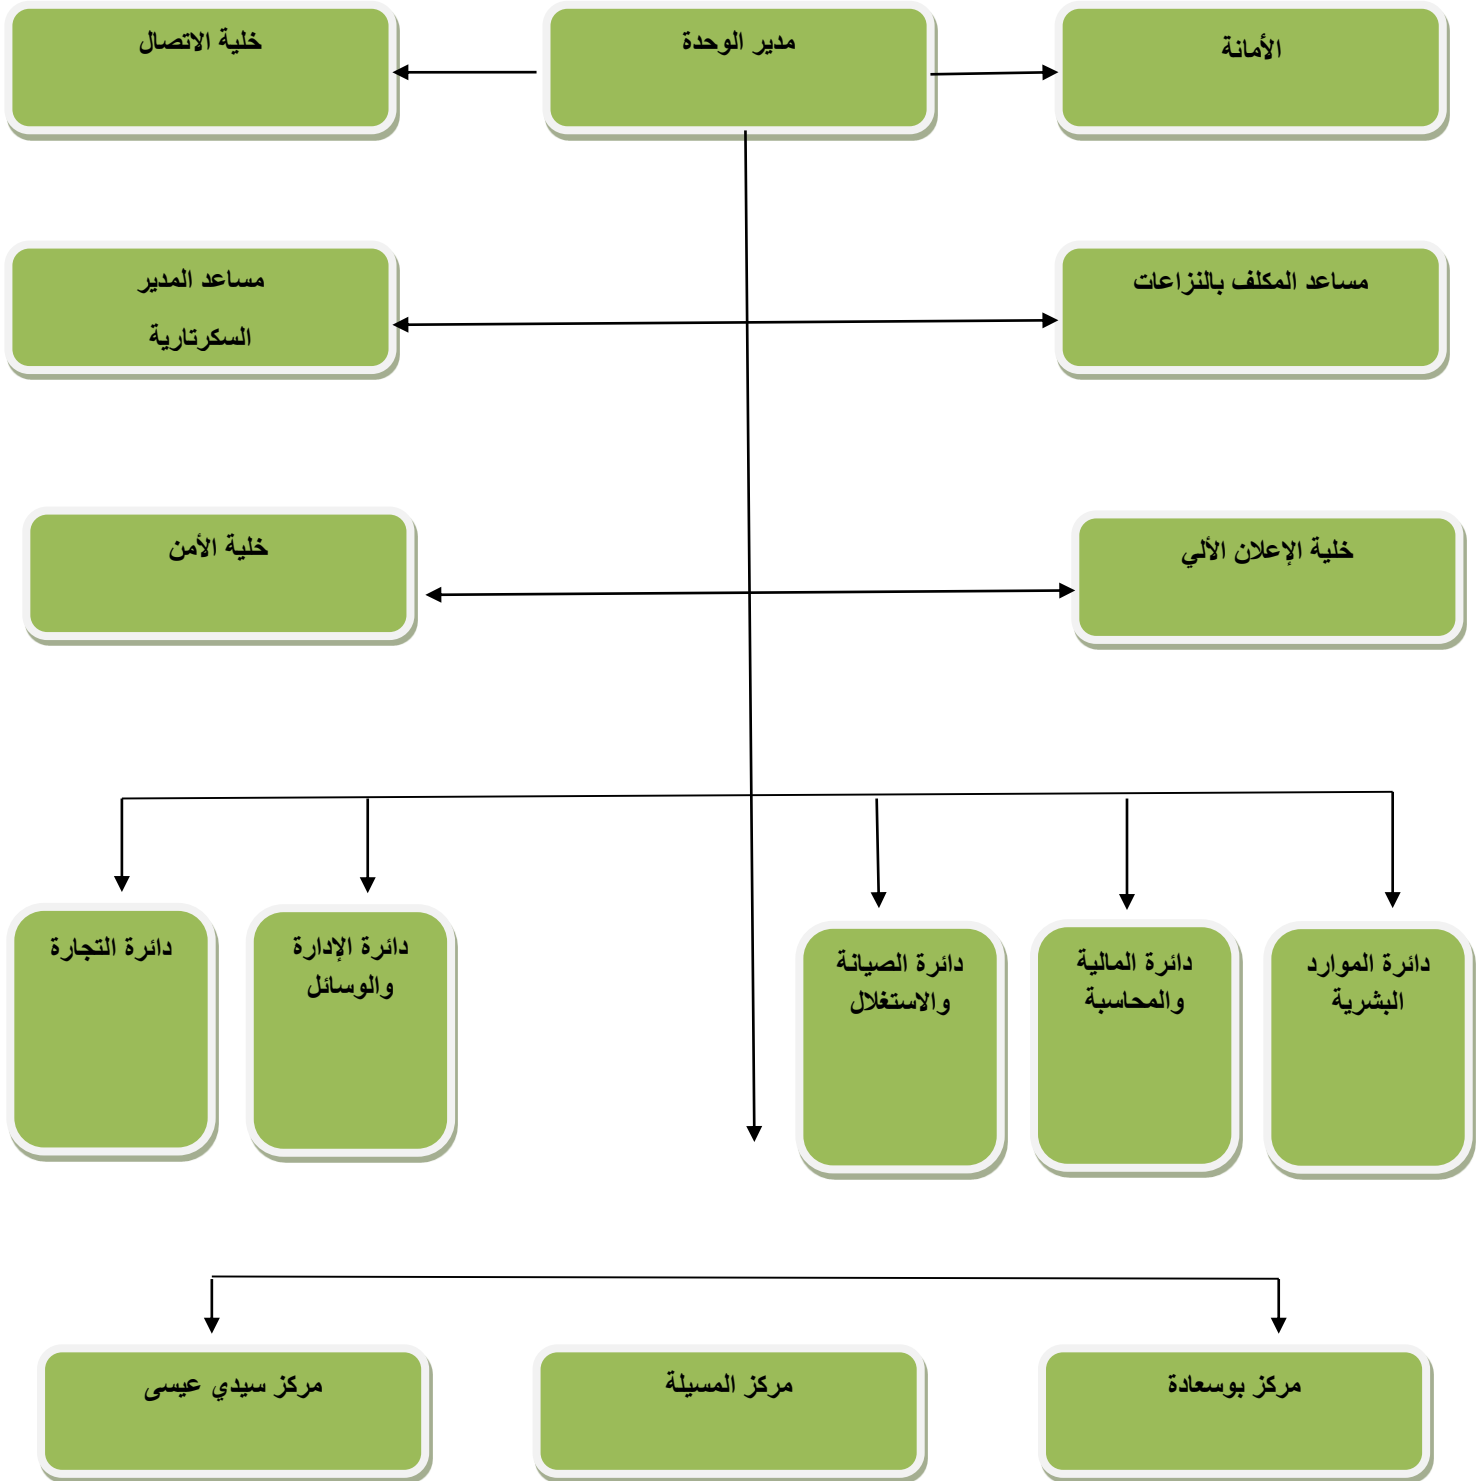 الأمانة
مدير الوحدة
خلية الاتصال
مساعد المكلف بالنزاعات
مساعد المدير
السكرتارية
خلية الإعلان الألي
خلية الأمن
دائرة الموارد
البشرية
دائرة المالية
والمحاسبة
دائرة الصيانة
والاستغلال
دائرة الإدارة
والوسائل
دائرة التجارة
مركز بوسعادة
مركز المسيلة
مركز سيدي عيسى